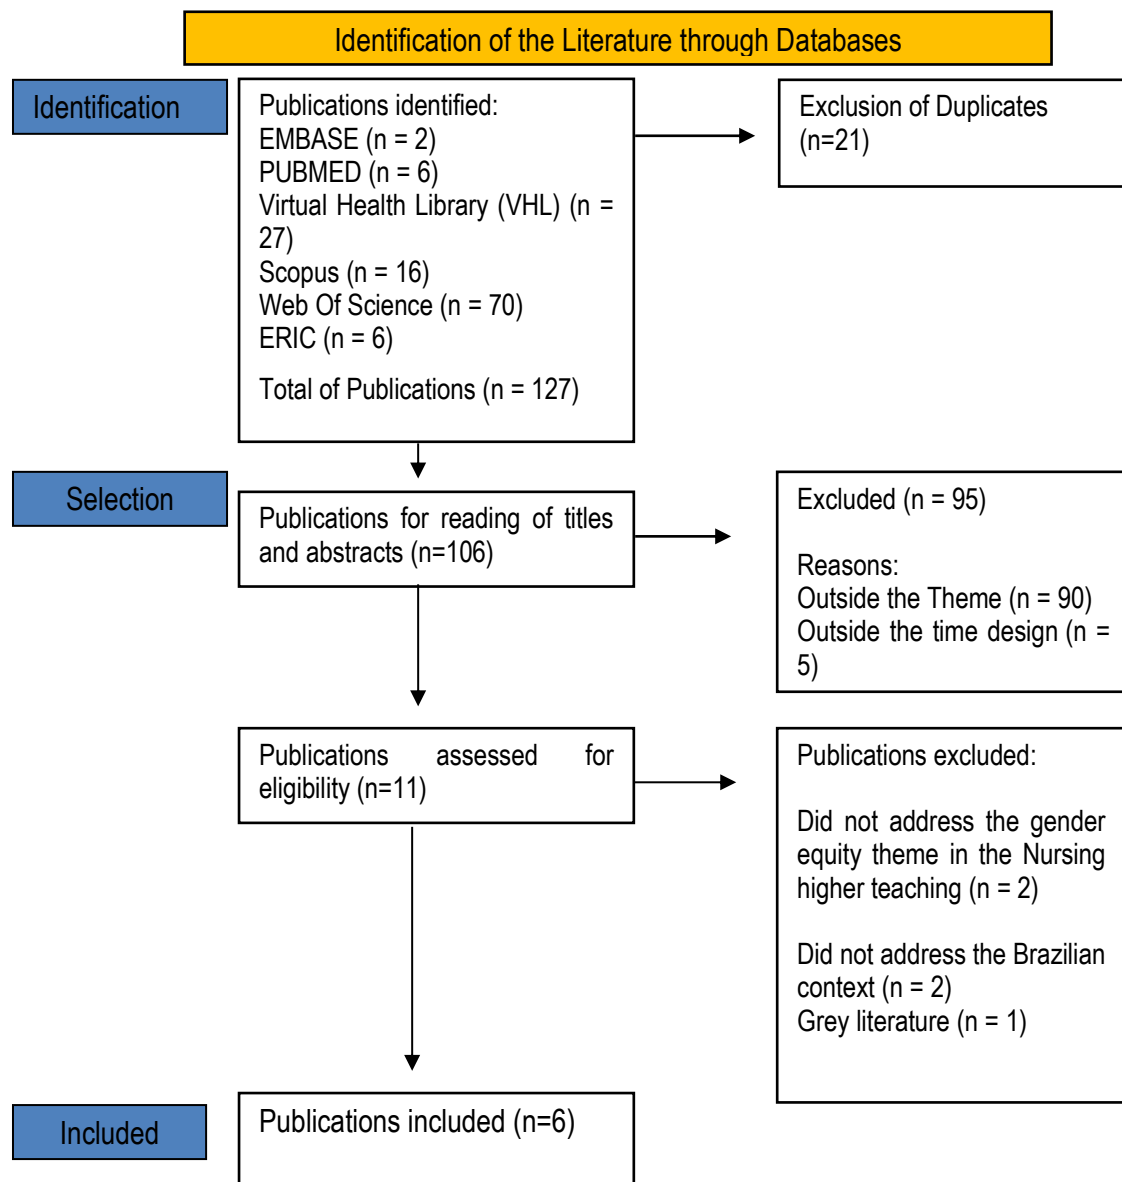 Identification of the Literature through Databases
Identification
Publications identified:
EMBASE (n = 2)
PUBMED (n = 6)
Virtual Health Library (VHL) (n =
27)
Scopus (n = 16)
Web Of Science (n = 70)
ERIC (n = 6)
Total of Publications (n = 127)
Exclusion of Duplicates
(n=21)
Selection
Publications for reading of titles
and abstracts (n=106)
Excluded (n = 95)
Reasons:
Outside the Theme (n = 90)
Outside the time design (n =
5)
Publications assessed for
eligibility (n=11)
Publications excluded:
Did not address the gender
equity theme in the Nursing
higher teaching (n = 2)
Did not address the Brazilian
context (n = 2)
Grey literature (n = 1)
Included
Publications included (n=6)